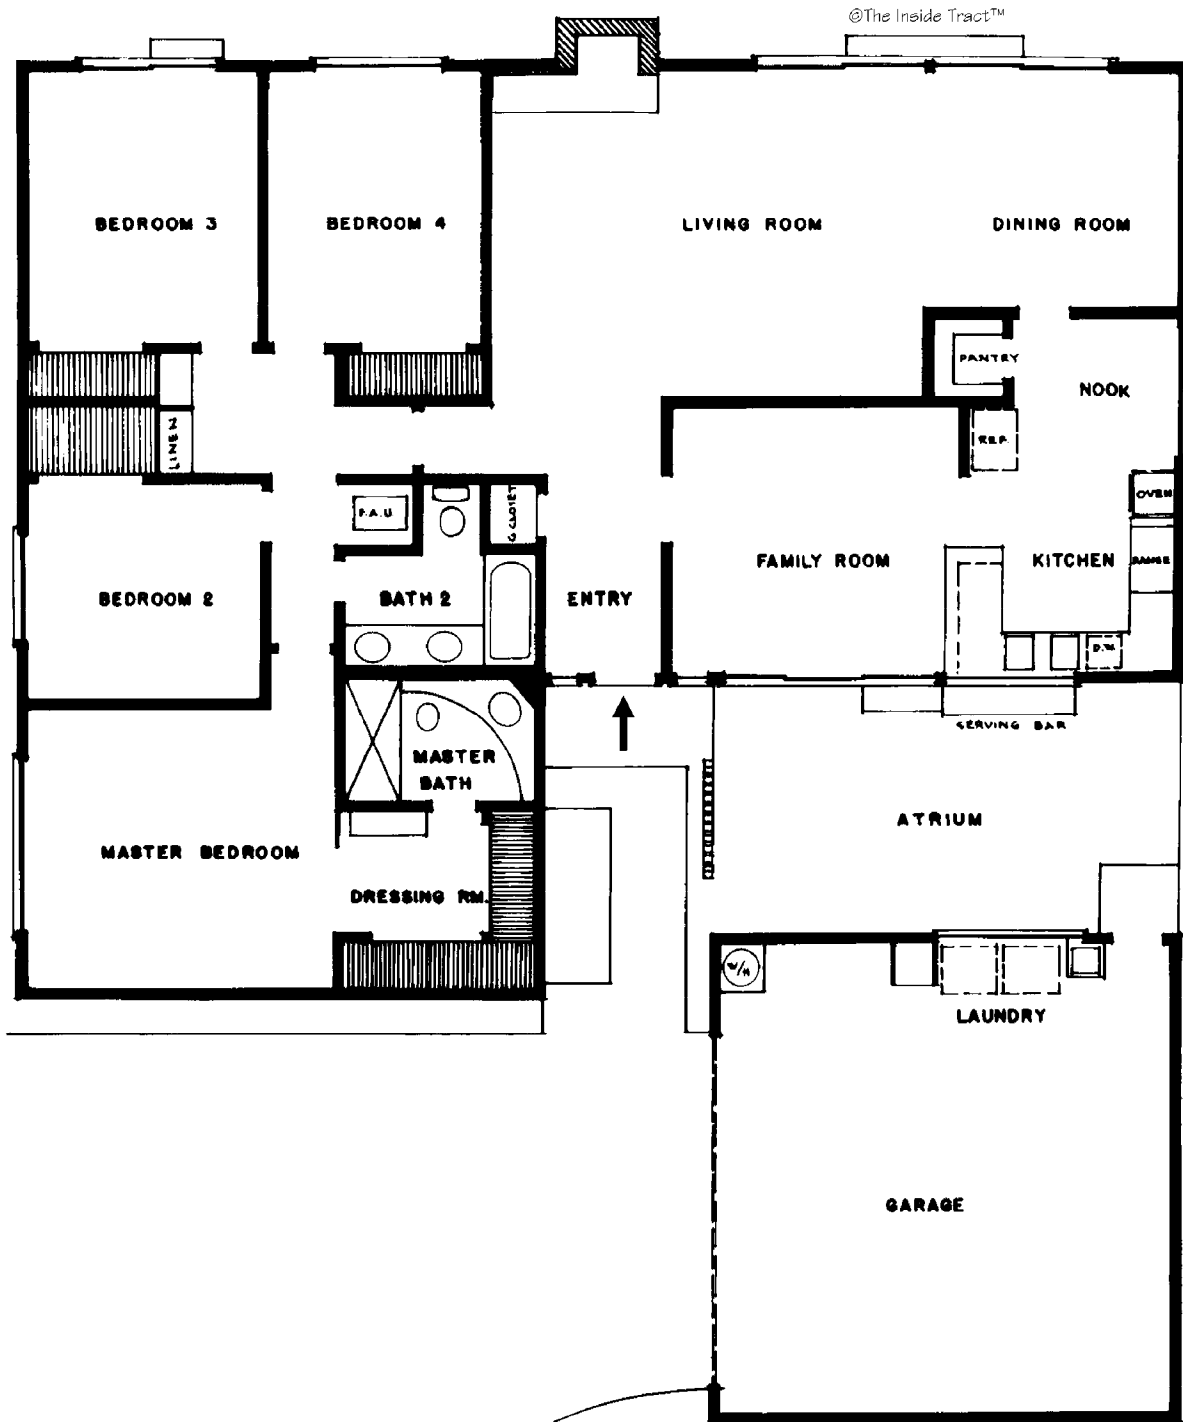 ©The Inside Tract™
BEDROOM 3
BEDROOM 4
LIVING ROOM
DINING ROOM
PANTRY
NOOK
LINEN
REF.
OVEN
F.A.U.
G CLOSET
BEDROOM 2
BATH 2
ENTRY
FAMILY ROOM
KITCHEN
RANGE
D.W.
SERVING BAR
MASTER
BATH
ATRIUM
MASTER BEDROOM
DRESSING RM.
W/H
LAUNDRY
GARAGE